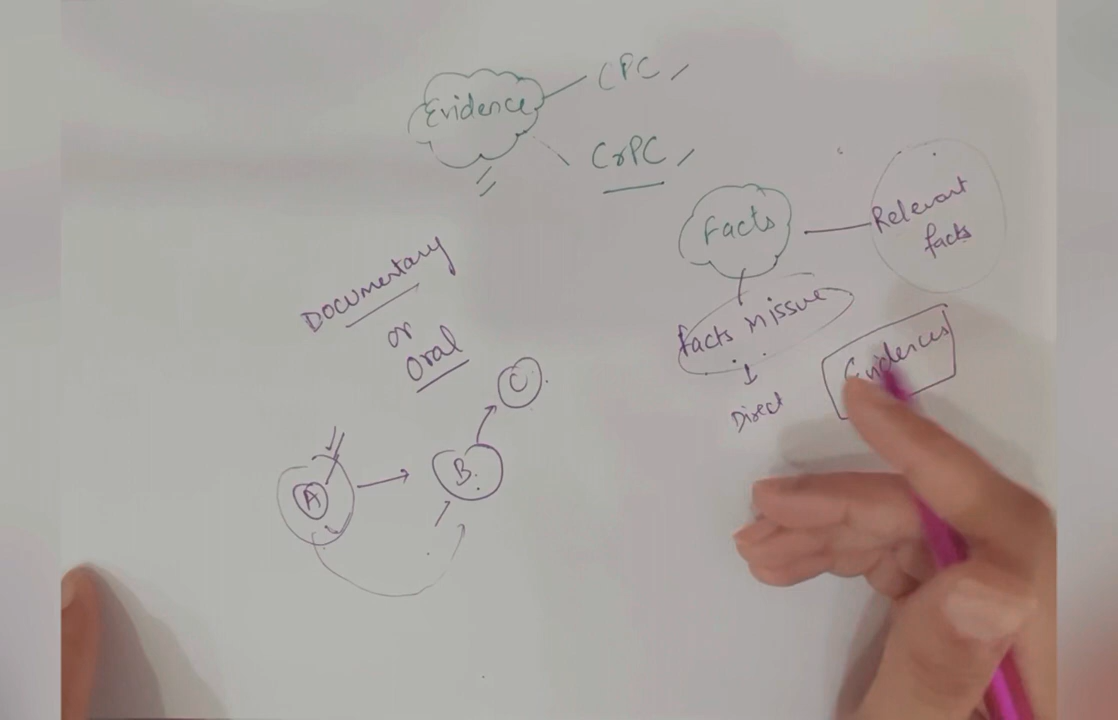 Evidence
CPC
CrPC
Facts
Relevant
facts
Facts in issue
Direct
Evidences
Documentary
or
Oral
A
B
C